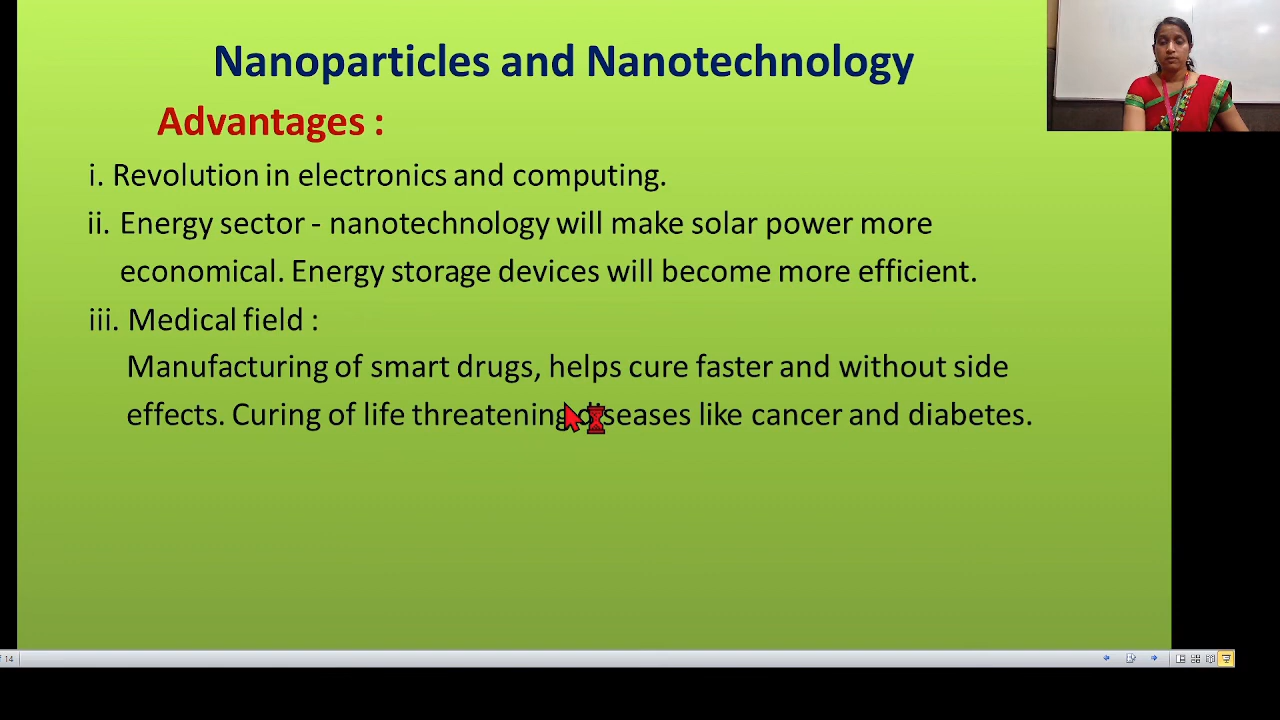 Nanoparticles and Nanotechnology
Advantages :
i. Revolution in electronics and computing.
ii. Energy sector - nanotechnology will make solar power more
economical. Energy storage devices will become more efficient.
iii. Medical field :
Manufacturing of smart drugs, helps cure faster and without side
effects. Curing of life threatening diseases like cancer and diabetes.
14